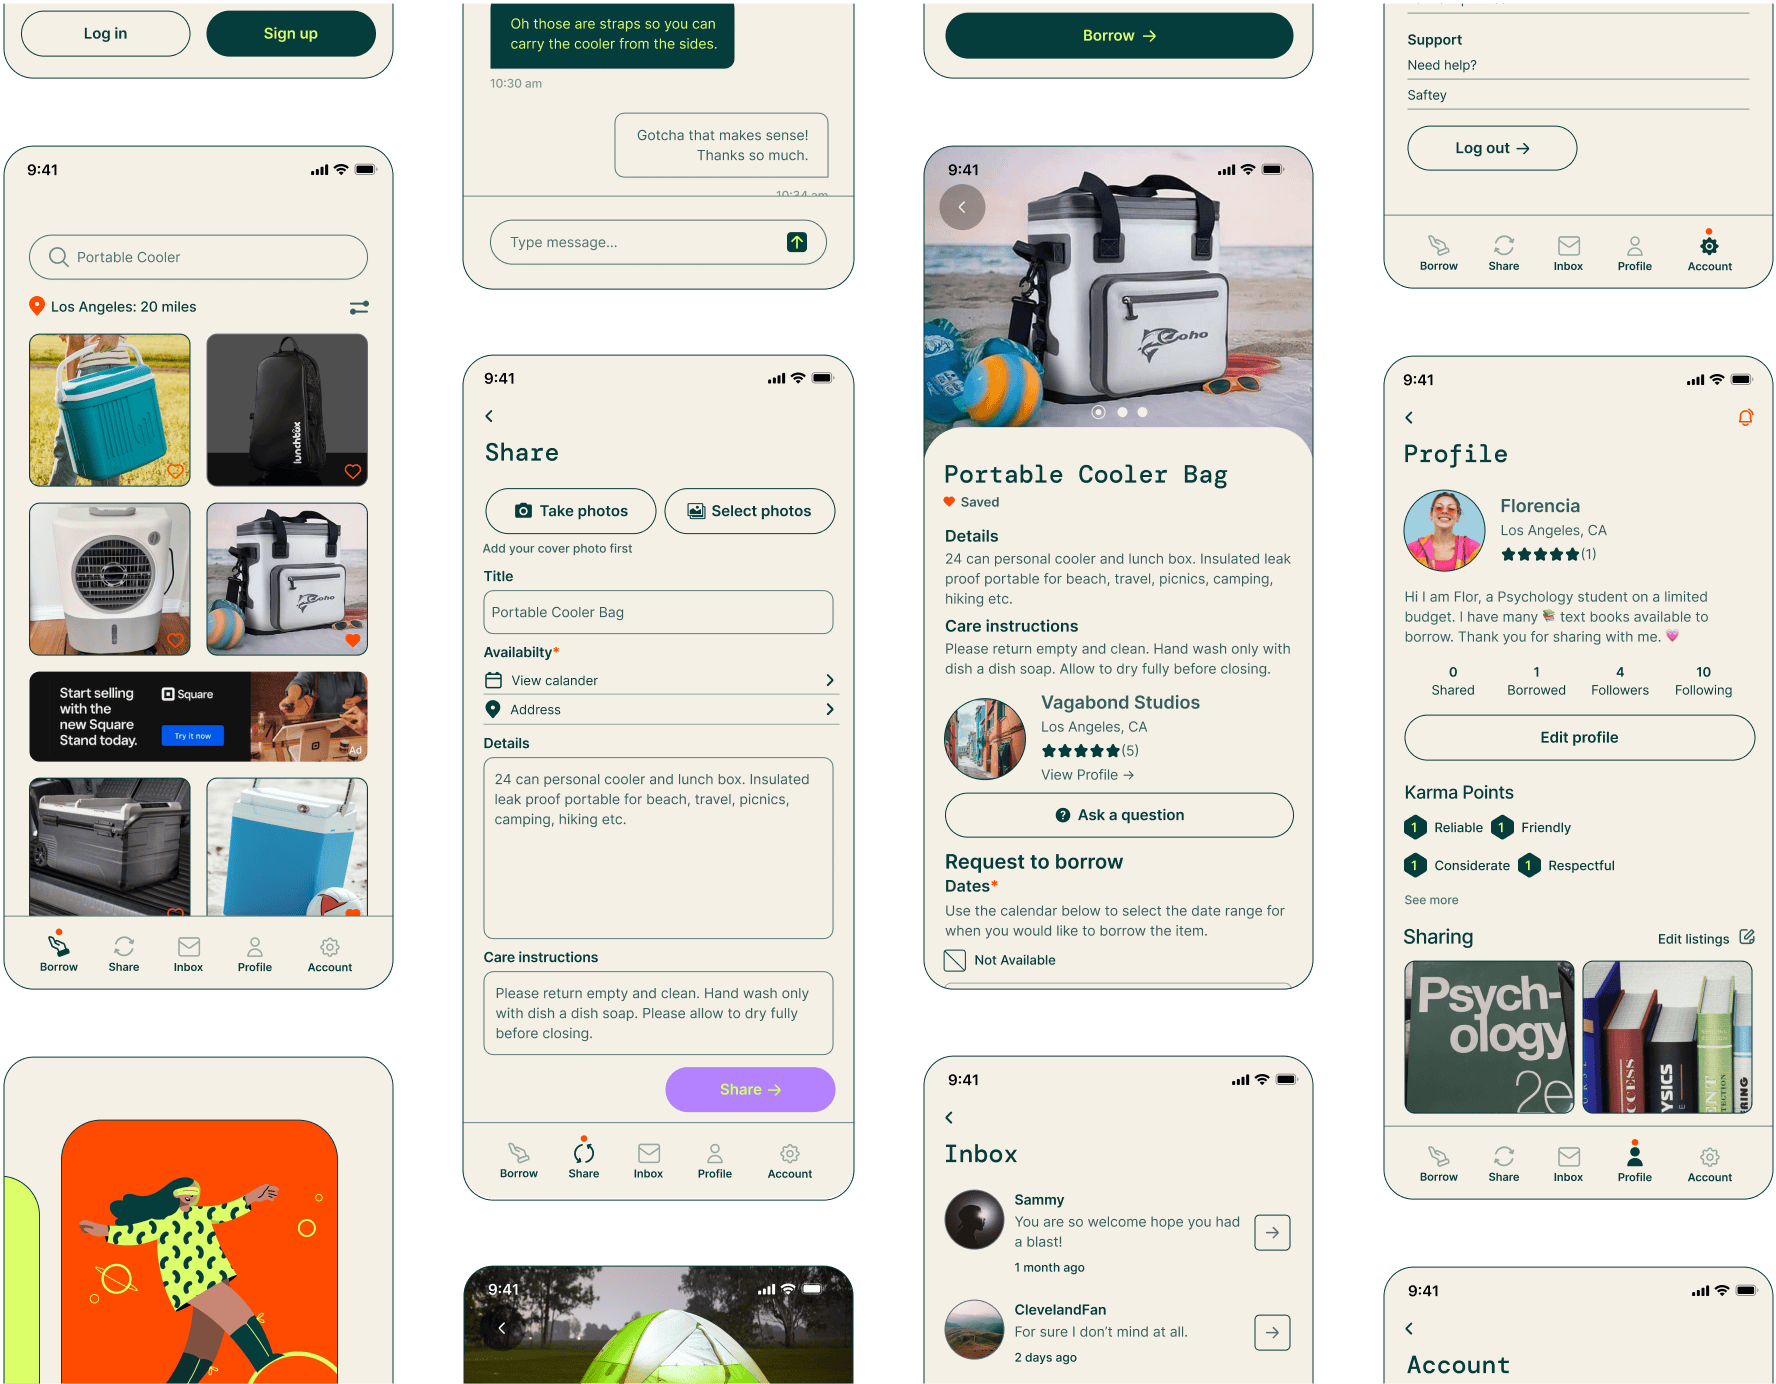 Log in
Sign up
9:41
Portable Cooler
Los Angeles: 20 miles
lunchbox
Coho
Start selling
with the
new Square
Stand today.
Square
Try it now
Ad
Borrow
Share
Inbox
Profile
Account
Oh those are straps so you can
carry the cooler from the sides.
10:30 am
Gotcha that makes sense!
Thanks so much.
10:34 am
Type message...
9:41
Share
Take photos
Select photos
Add your cover photo first
Title
Portable Cooler Bag
Availabilty*
View calander
Address
Details
24 can personal cooler and lunch box. Insulated
leak proof portable for beach, travel, picnics,
camping, hiking etc.
Care instructions
Please return empty and clean. Hand wash only
with dish a dish soap. Please allow to dry fully
before closing.
Share →
Borrow
Share
Inbox
Profile
Account
9:41
Borrow →
9:41
Coho
Portable Cooler Bag
Saved
Details
24 can personal cooler and lunch box. Insulated leak
proof portable for beach, travel, picnics, camping,
hiking etc.
Care instructions
Please return empty and clean. Hand wash only with
dish a dish soap. Allow to dry fully before closing.
Vagabond Studios
Los Angeles, CA
★★★★★(5)
View Profile →
? Ask a question
Request to borrow
Dates*
Use the calendar below to select the date range for
when you would like to borrow the item.
Not Available
9:41
Inbox
Sammy
You are so welcome hope you had
a blast!
1 month ago
ClevelandFan
For sure I don't mind at all.
2 days ago
Support
Need help?
Saftey
Log out →
Borrow
Share
Inbox
Profile
Account
9:41
Profile
Florencia
Los Angeles, CA
★★★★★(1)
Hi I am Flor, a Psychology student on a limited
budget. I have many 📚 text books available to
borrow. Thank you for sharing with me. 💗
0
Shared
1
Borrowed
4
Followers
10
Following
Edit profile
Karma Points
1 Reliable
1 Friendly
1 Considerate
1 Respectful
See more
Sharing
Edit listings
Psych-
ology
2e
Borrow
Share
Inbox
Profile
Account
9:41
Account